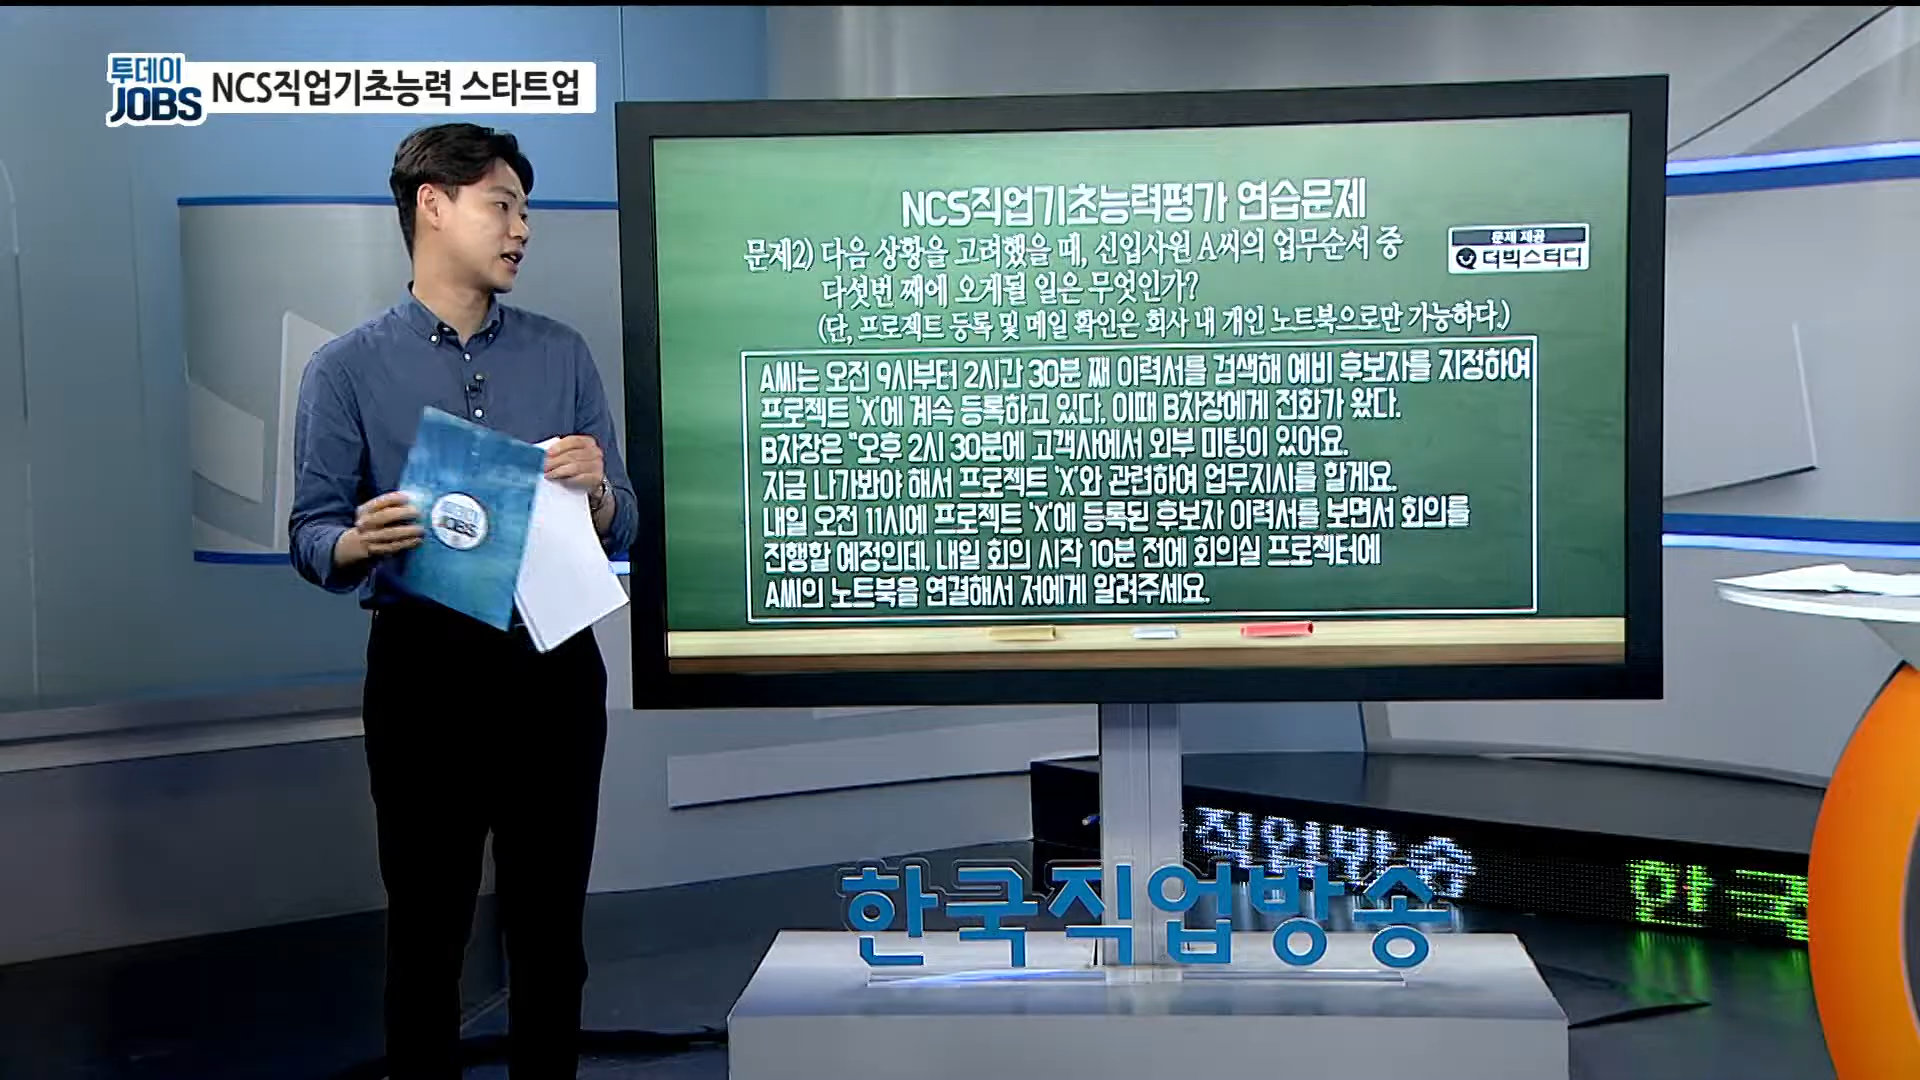 투데이
JOBS
NCS직업기초능력 스타트업
NCS직업기초능력평가 연습문제
문제2) 다음 상황을 고려했을 때, 신입사원 A씨의 업무순서 중
다섯번 째에 오게될 일은 무엇인가?
(단, 프로젝트 등록 및 메일 확인은 회사 내 개인 노트북으로만 가능하다.)
문제 제공
더빅스터디
A씨는 오전 9시부터 2시간 30분 째 이력서를 검색해 예비 후보자를 지정하여
프로젝트 'X'에 계속 등록하고 있다. 이때 B차장에게 전화가 왔다.
B차장은 "오후 2시 30분에 고객사에서 외부 미팅이 있어요.
지금 나가봐야 해서 프로젝트 'X'와 관련하여 업무지시를 할게요.
내일 오전 11시에 프로젝트 'X'에 등록된 후보자 이력서를 보면서 회의를
진행할 예정인데, 내일 회의 시작 10분 전에 회의실 프로젝터에
A씨의 노트북을 연결해서 저에게 알려주세요.
JOBS
직업방송
한국
한국직업방송